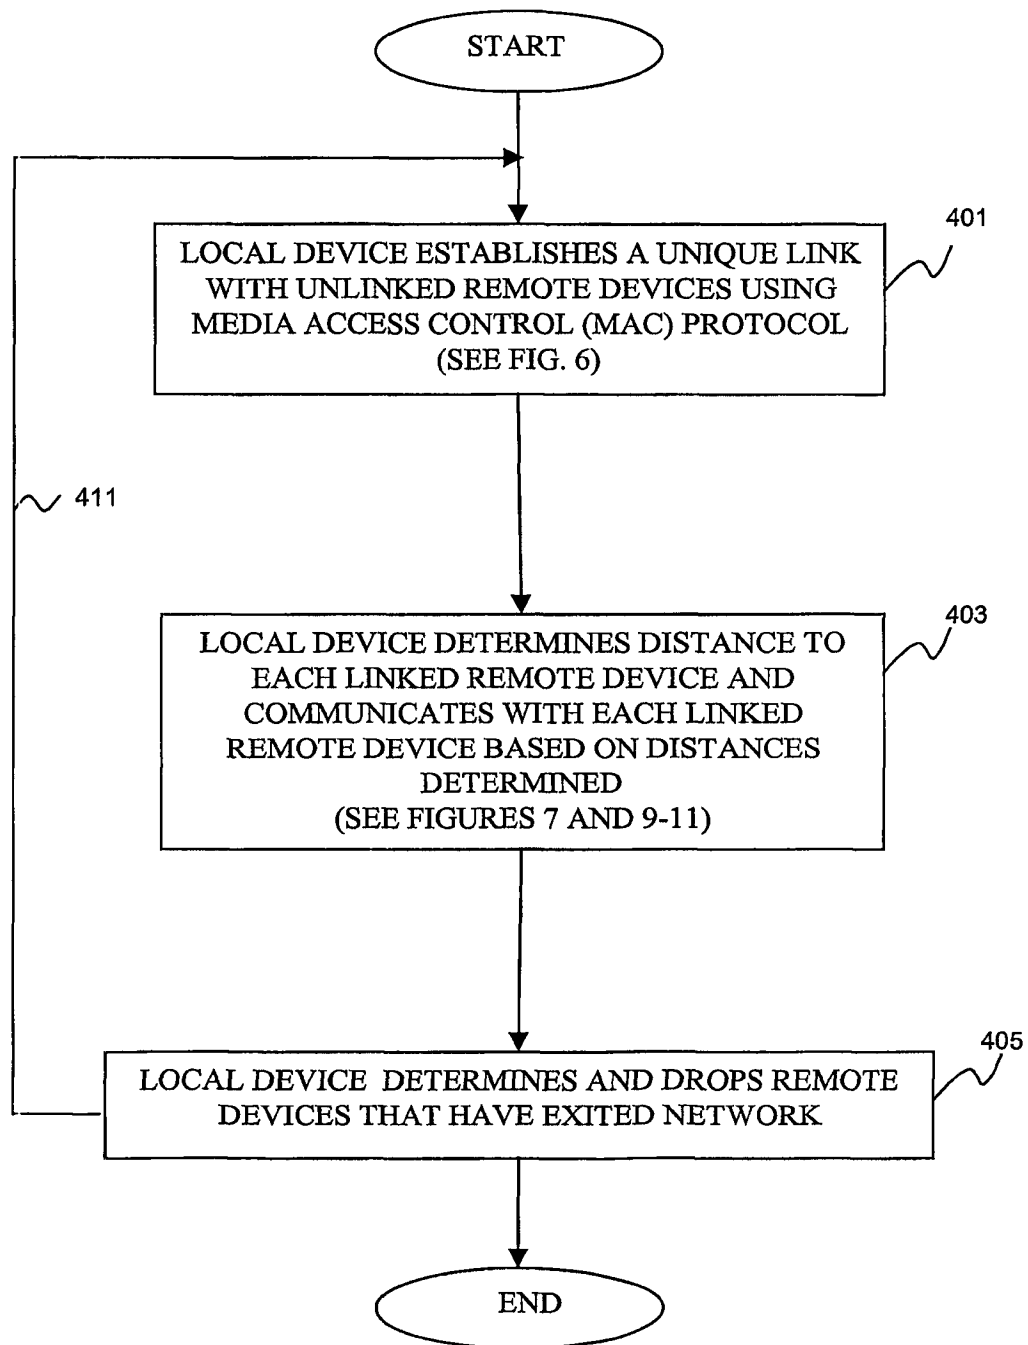 START
401
LOCAL DEVICE ESTABLISHES A UNIQUE LINK
WITH UNLINKED REMOTE DEVICES USING
MEDIA ACCESS CONTROL (MAC) PROTOCOL
(SEE FIG. 6)
411
403
LOCAL DEVICE DETERMINES DISTANCE TO
EACH LINKED REMOTE DEVICE AND
COMMUNICATES WITH EACH LINKED
REMOTE DEVICE BASED ON DISTANCES
DETERMINED
(SEE FIGURES 7 AND 9-11)
405
LOCAL DEVICE DETERMINES AND DROPS REMOTE
DEVICES THAT HAVE EXITED NETWORK
END